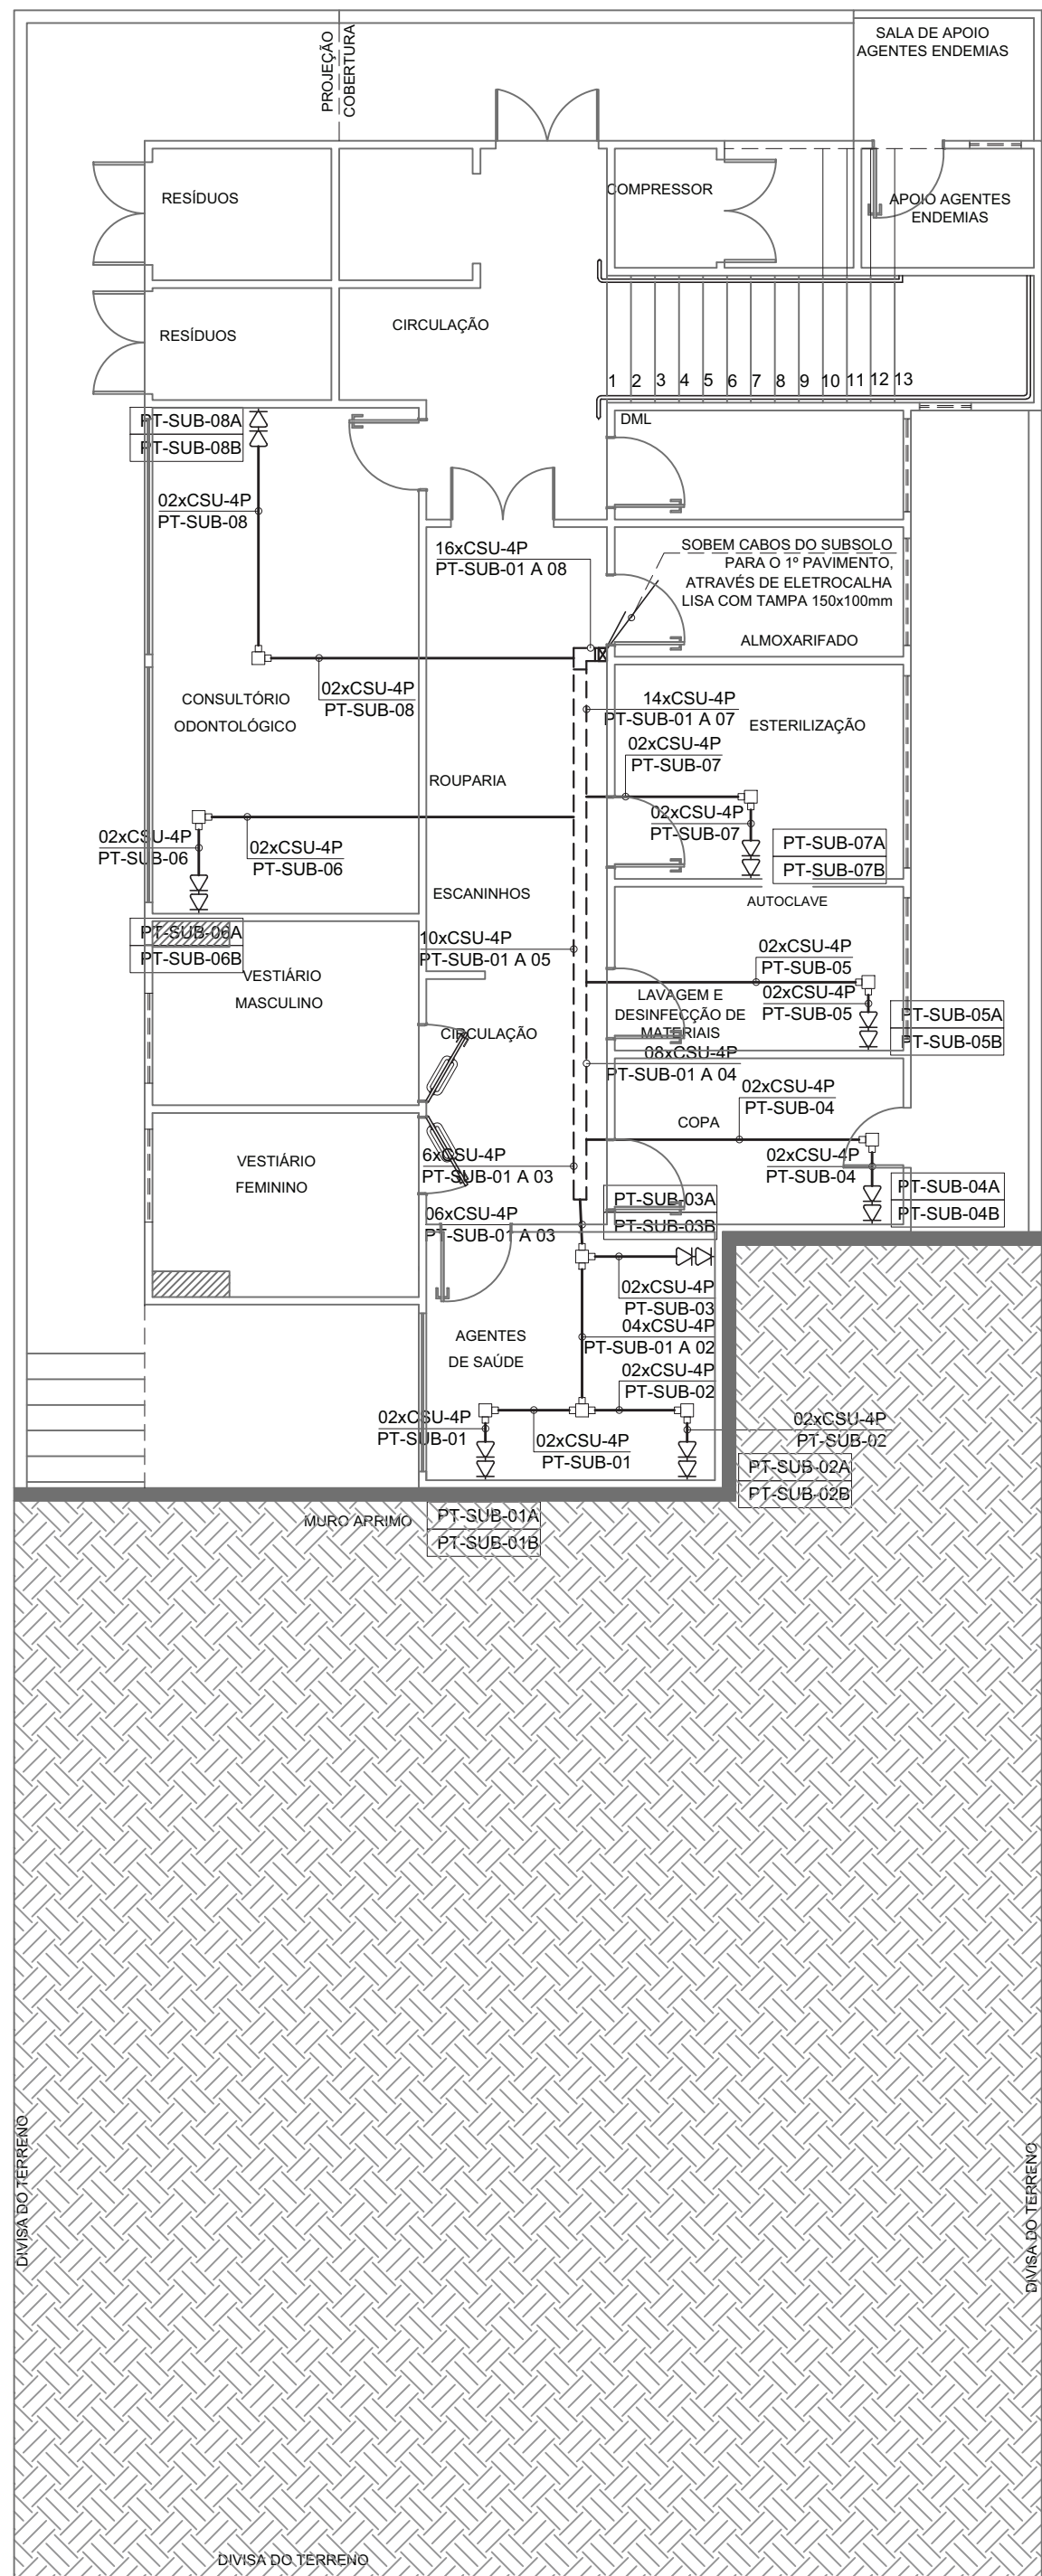 SALA DE APOIO
AGENTES ENDEMIAS
PROJEÇÃO
COBERTURA
RESÍDUOS
COMPRESSOR
APOIO AGENTES
ENDEMIAS
RESÍDUOS
CIRCULAÇÃO
1 2 3 4 5 6 7 8 9 10 11 12 13
PT-SUB-08A
PT-SUB-08B
DML
02xCSU-4P
PT-SUB-08
16xCSU-4P
PT-SUB-01 A 08
SOBEM CABOS DO SUBSOLO
PARA O 1º PAVIMENTO,
ATRAVÉS DE ELETROCALHA
LISA COM TAMPA 150x100mm
ALMOXARIFADO
CONSULTÓRIO
ODONTOLÓGICO
02xCSU-4P
PT-SUB-08
14xCSU-4P
PT-SUB-01 A 07
ESTERILIZAÇÃO
02xCSU-4P
PT-SUB-07
ROUPARIA
02xCSU-4P
PT-SUB-07
PT-SUB-07A
PT-SUB-07B
02xCSU-4P
PT-SUB-06
02xCSU-4P
PT-SUB-06
ESCANINHOS
AUTOCLAVE
PT-SUB-06A
PT-SUB-06B
10xCSU-4P
PT-SUB-01 A 05
02xCSU-4P
PT-SUB-05
VESTIÁRIO
MASCULINO
LAVAGEM E
DESINFECÇÃO DE
MATERIAIS
02xCSU-4P
PT-SUB-05
PT-SUB-05A
PT-SUB-05B
CIRCULAÇÃO
08xCSU-4P
PT-SUB-01 A 04
02xCSU-4P
PT-SUB-04
COPA
VESTIÁRIO
FEMININO
6xCSU-4P
PT-SUB-01 A 03
02xCSU-4P
PT-SUB-04
PT-SUB-04A
PT-SUB-04B
PT-SUB-03A
PT-SUB-03B
06xCSU-4P
PT-SUB-01 A 03
02xCSU-4P
PT-SUB-03
04xCSU-4P
PT-SUB-01 A 02
AGENTES
DE SAÚDE
02xCSU-4P
PT-SUB-02
02xCSU-4P
PT-SUB-01
02xCSU-4P
PT-SUB-01
02xCSU-4P
PT-SUB-02
PT-SUB-02A
PT-SUB-02B
MURO ARRIMO
PT-SUB-01A
PT-SUB-01B
DIVISA DO TERRENO
DIVISA DO TERRENO
DIVISA DO TERRENO